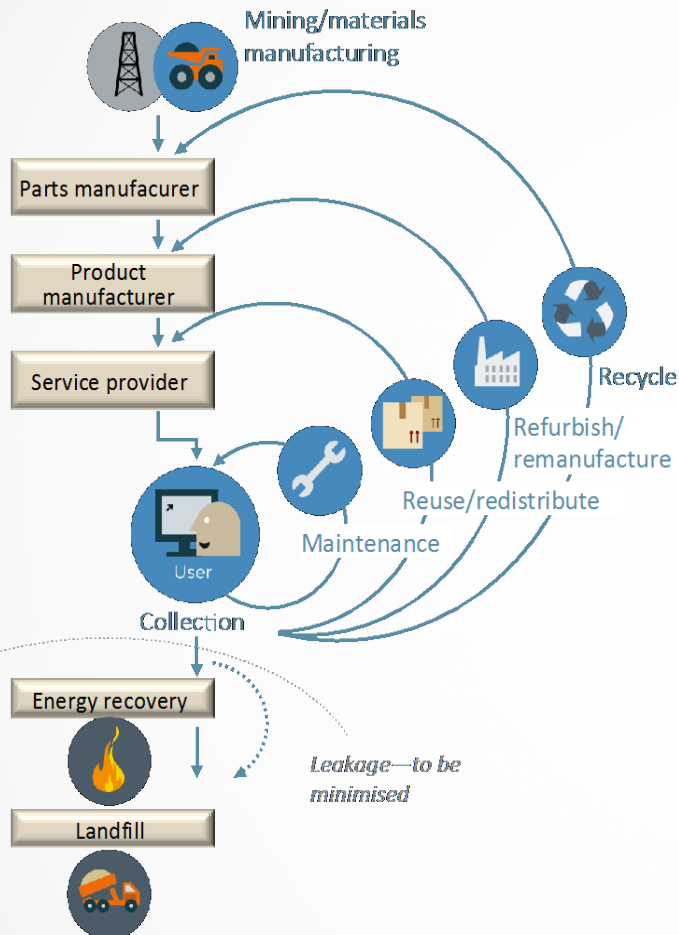 Mining/materials
manufacturing
Parts manufacurer
Product
manufacturer
Service provider
Recycle
Refurbish/
remanufacture
Reuse/redistribute
Maintenance
User
Collection
Energy recovery
Leakage—to be
minimised
Landfill